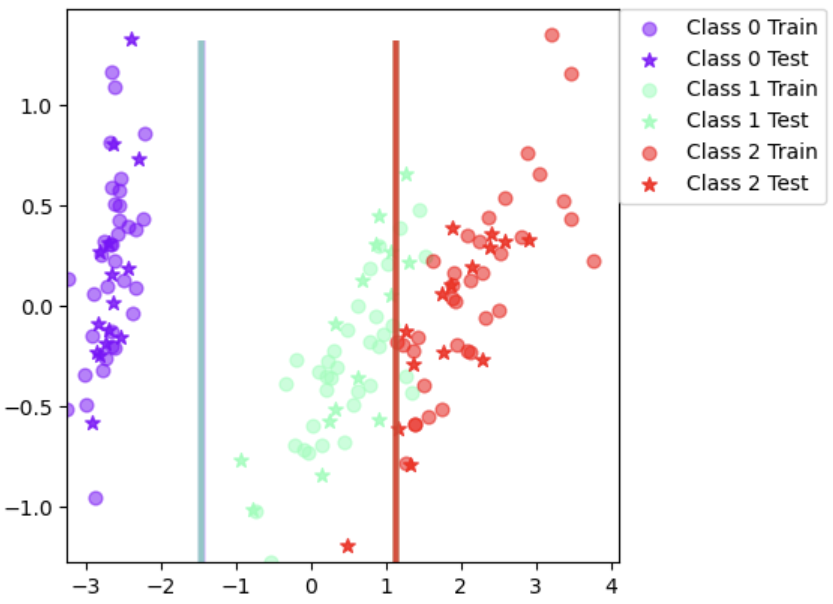 Class 0 Train
Class 0 Test
Class 1 Train
Class 1 Test
Class 2 Train
Class 2 Test
1.0
0.5
0.0
−0.5
−1.0
−3 −2 −1 0 1 2 3 4